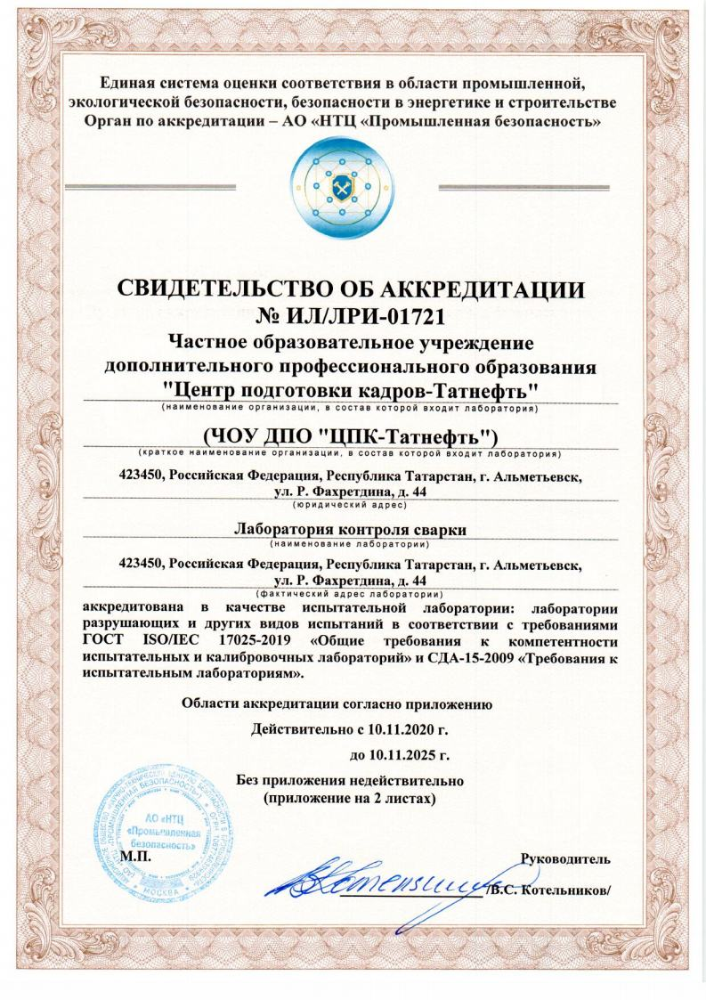 Единая система оценки соответствия в области промышленной,
экологической безопасности, безопасности в энергетике и строительстве
Орган по аккредитации – АО «НТЦ «Промышленная безопасность»
СВИДЕТЕЛЬСТВО ОБ АККРЕДИТАЦИИ
№ ИЛ/ЛРИ-01721
Частное образовательное учреждение
дополнительного профессионального образования
"Центр подготовки кадров-Татнефть"
(наименование организации, в состав которой входит лаборатория)
(ЧОУ ДПО "ЦПК-Татнефть")
(краткое наименование организации, в состав которой входит лаборатория)
423450, Российская Федерация, Республика Татарстан, г. Альметьевск,
ул. Р. Фахретдина, д. 44
(юридический адрес)
Лаборатория контроля сварки
(наименование лаборатории)
423450, Российская Федерация, Республика Татарстан, г. Альметьевск,
ул. Р. Фахретдина, д. 44
(фактический адрес лаборатории)
аккредитована в качестве испытательной лаборатории: лаборатории
разрушающих и других видов испытаний в соответствии с требованиями
ГОСТ ISO/IEC 17025-2019 «Общие требования к компетентности
испытательных и калибровочных лабораторий» и СДА-15-2009 «Требования к
испытательным лабораториям».
Области аккредитации согласно приложению
Действительно с 10.11.2020 г.
до 10.11.2025 г.
Без приложения недействительно
(приложение на 2 листах)
АО «НТЦ
«Промышленная
безопасность»
МОСКВА
М.П.
Руководитель
/В.С. Котельников/